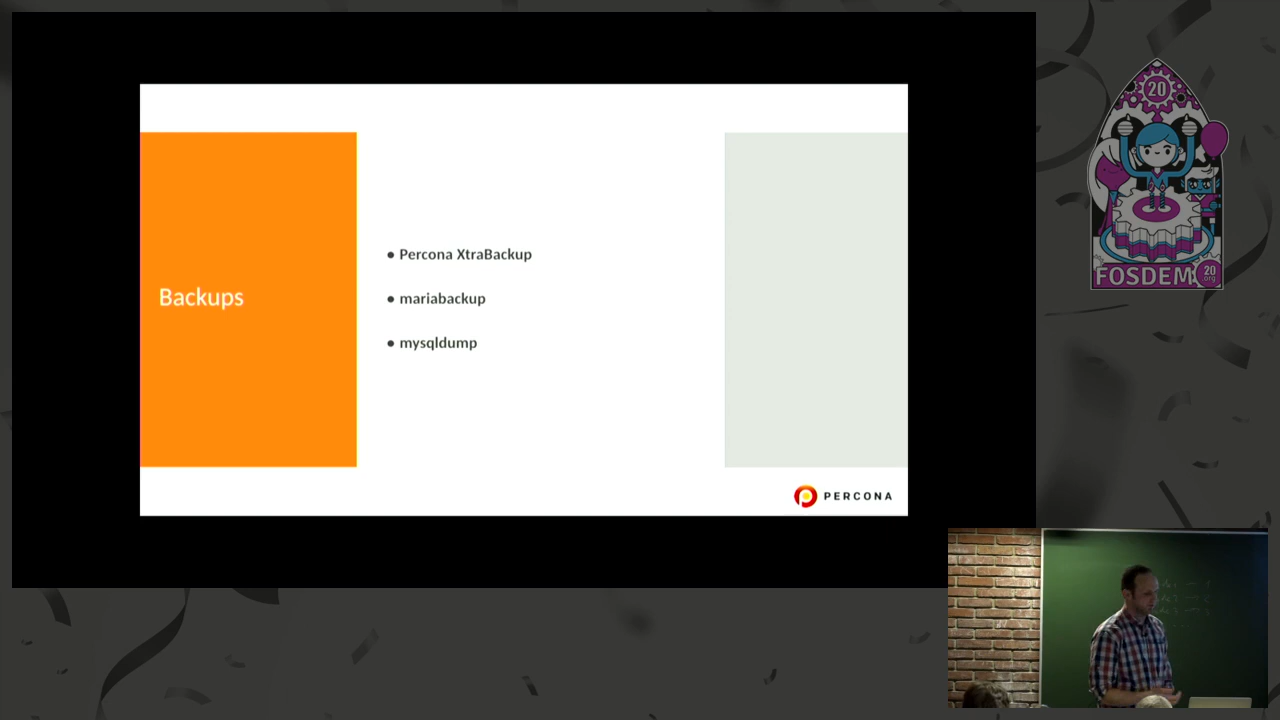 Backups
● Percona XtraBackup
● mariabackup
● mysqldump
PERCONA
20
FOSDEM
20
.org